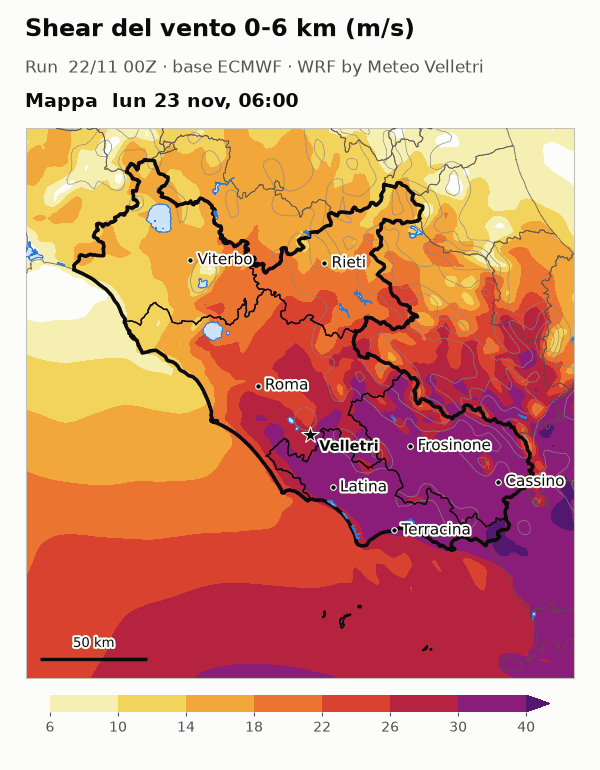 Shear del vento 0-6 km (m/s)
Run  22/11 00Z · base ECMWF · WRF by Meteo Velletri
Mappa  lun 23 nov, 06:00
Viterbo
Rieti
Roma
Velletri
Frosinone
Latina
Cassino
Terracina
50 km
6 10 14 18 22 26 30 40